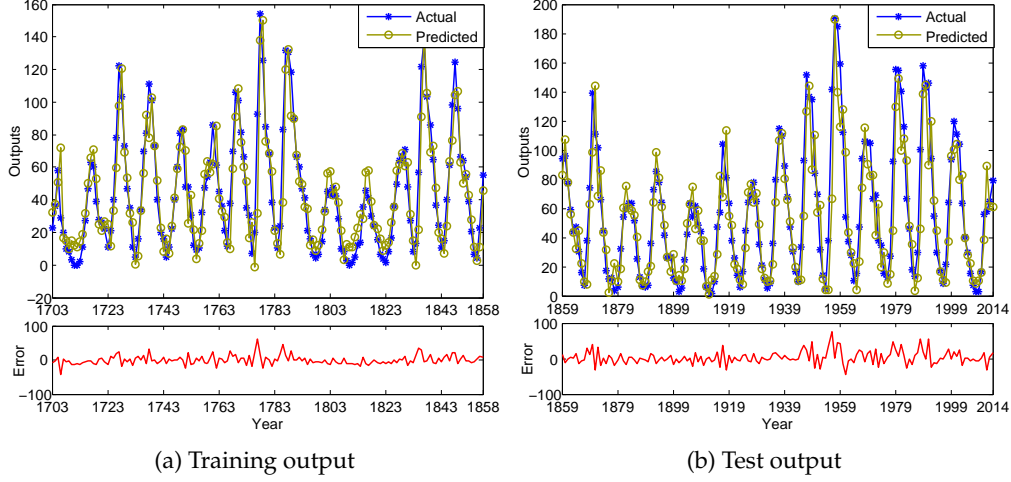 160
140
120
100
80
60
40
20
0
−20
Outputs
Actual
Predicted
1703 1723 1743 1763 1783 1803 1823 1843 1858
100
0
−100
Error
1703 1723 1743 1763 1783 1803 1823 1843 1858
Year
(a) Training output
200
180
160
140
120
100
80
60
40
20
0
Outputs
Actual
Predicted
1859 1879 1899 1919 1939 1959 1979 1999 2014
100
0
−100
Error
1859 1879 1899 1919 1939 1959 1979 1999 2014
Year
(b) Test output